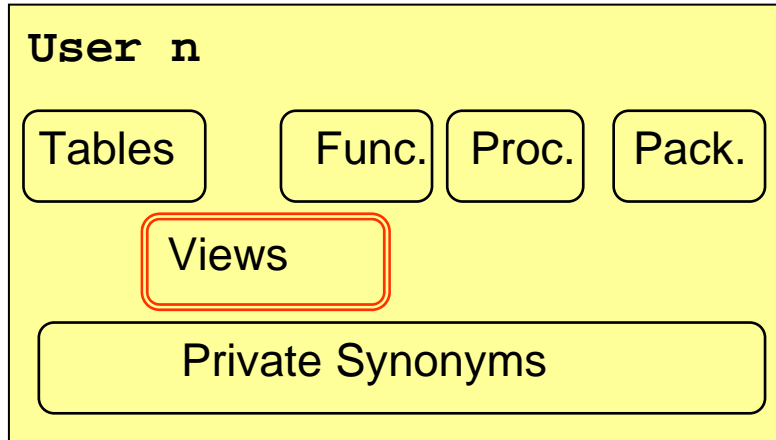 User n
Tables Func. Proc. Pack.
Views
Private Synonyms